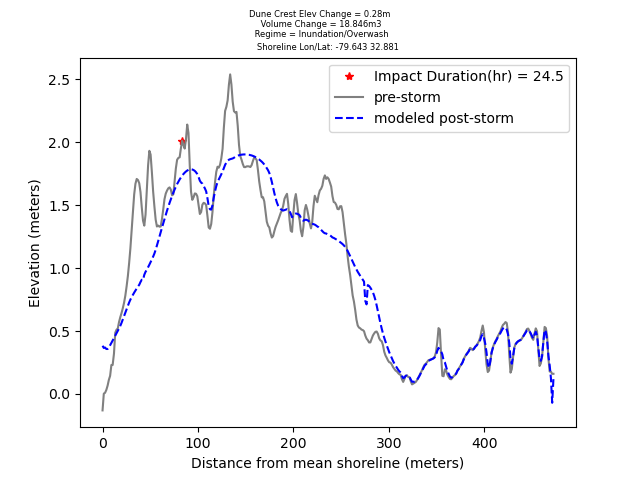 Dune Crest Elev Change = 0.28m
Volume Change = 18.846m3
Regime = Inundation/Overwash
Shoreline Lon/Lat: -79.643 32.881
Impact Duration(hr) = 24.5
pre-storm
modeled post-storm
Elevation (meters)
2.5
2.0
1.5
1.0
0.5
0.0
0 100 200 300 400
Distance from mean shoreline (meters)